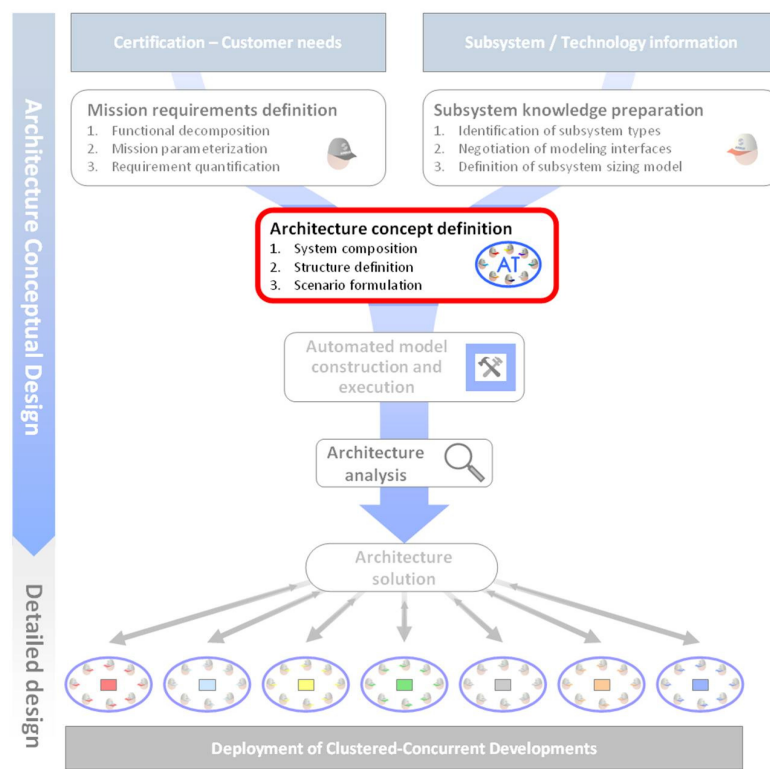 Certification – Customer needs
Subsystem / Technology information
Architecture Conceptual Design
Mission requirements definition
1. Functional decomposition
2. Mission parameterization
3. Requirement quantification
Subsystem knowledge preparation
1. Identification of subsystem types
2. Negotiation of modeling interfaces
3. Definition of subsystem sizing model
Architecture concept definition
1. System composition
2. Structure definition
3. Scenario formulation
AT
Automated model
construction and
execution
Architecture
analysis
Architecture
solution
Detailed design
Deployment of Clustered-Concurrent Developments